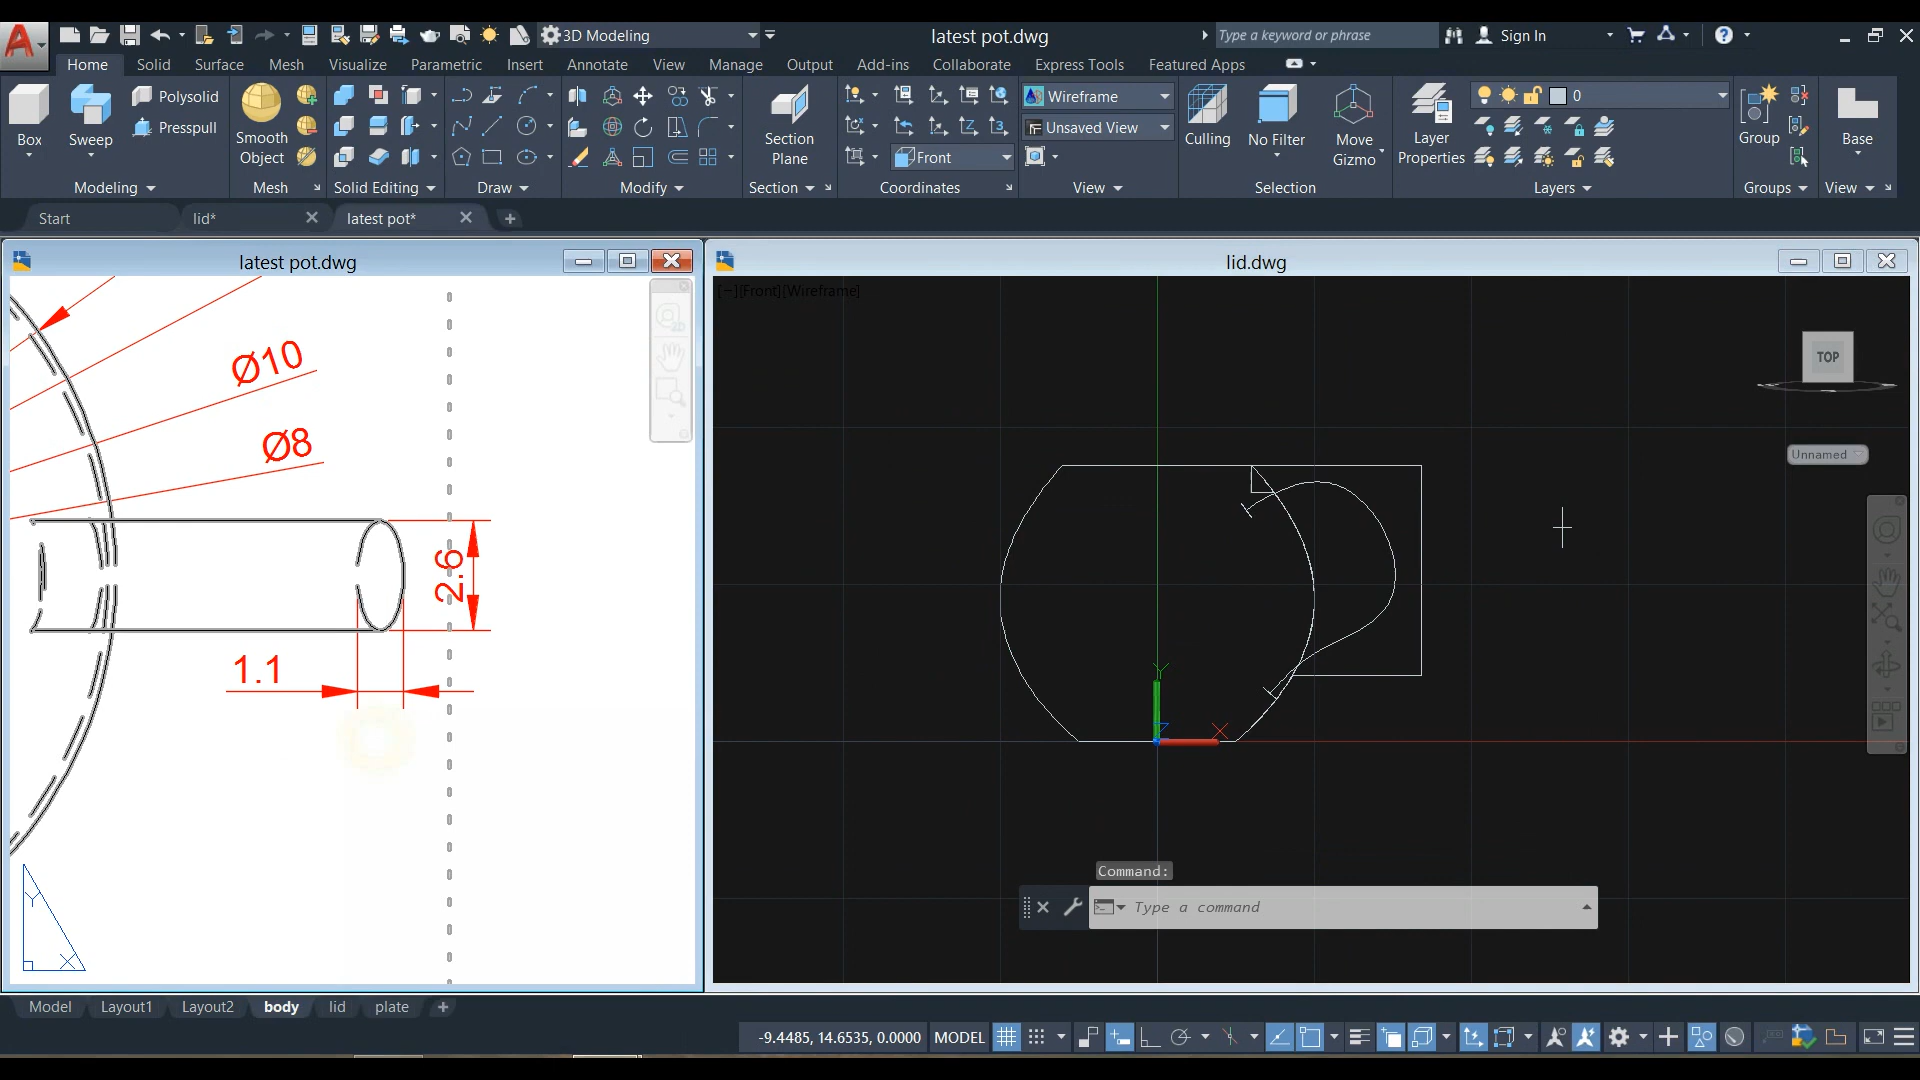 3D Modeling
latest pot.dwg
Type a keyword or phrase
Sign In
Home Solid Surface Mesh Visualize Parametric Insert Annotate View Manage Output Add-ins Collaborate Express Tools Featured Apps
Box
Sweep
Polysolid
Presspull
Smooth
Object
Section
Plane
Wireframe
Unsaved View
Front
Culling
No Filter
Move
Gizmo
Layer
Properties
0
Group
Base
Modeling Mesh Solid Editing Draw Modify Section Coordinates View Selection Layers Groups View
Start
lid*
latest pot*
latest pot.dwg
lid.dwg
[−][Front][Wireframe]
Ø10
Ø8
2.6
1.1
Y
X
TOP
Unnamed
Y
Z
X
Command:
Type a command
Model Layout1 Layout2 body lid plate
-9.4485, 14.6535, 0.0000 MODEL